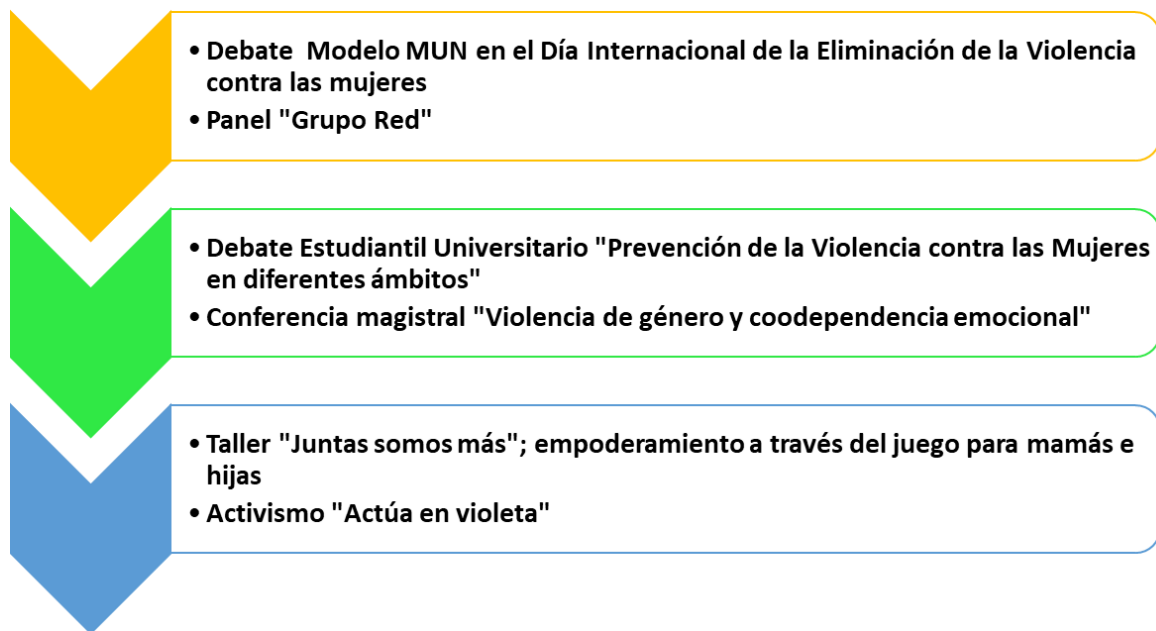 • Debate  Modelo MUN en el Día Internacional de la Eliminación de la Violencia
contra las mujeres
• Panel "Grupo Red"
• Debate Estudiantil Universitario "Prevención de la Violencia contra las Mujeres
en diferentes ámbitos"
• Conferencia magistral "Violencia de género y coodependencia emocional"
• Taller "Juntas somos más"; empoderamiento a través del juego para mamás e
hijas
• Activismo "Actúa en violeta"